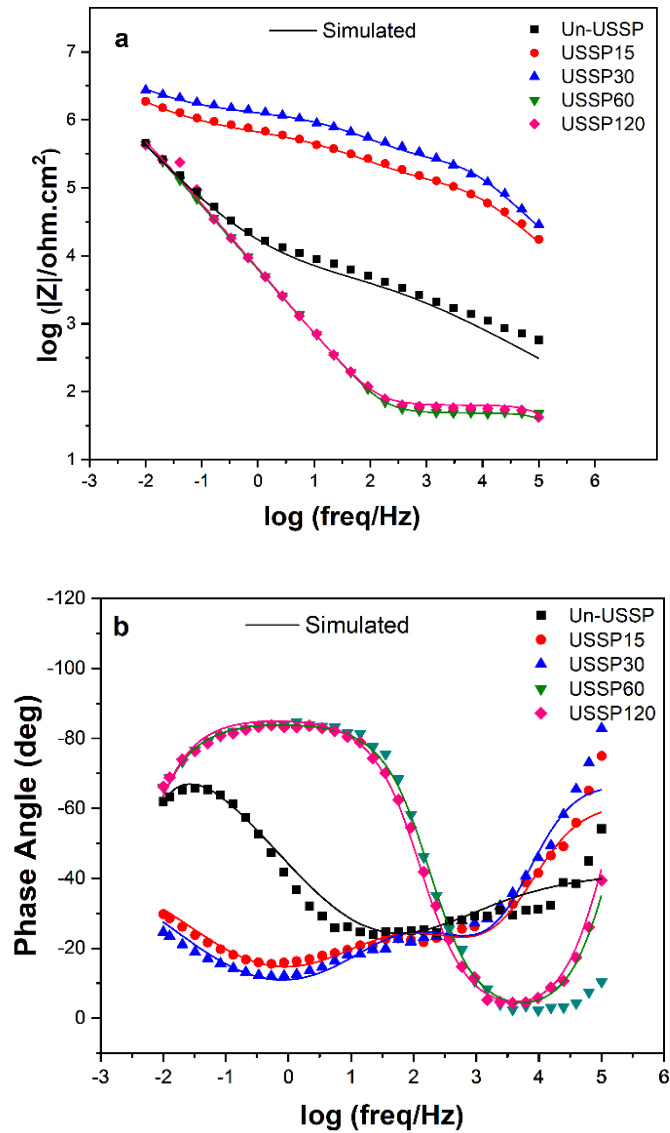 a
Simulated
Un-USSP
USSP15
USSP30
USSP60
USSP120
7
6
5
4
3
2
1
log (|Z|/ohm.cm²)
-3 -2 -1 0 1 2 3 4 5 6
log (freq/Hz)
b
Simulated
Un-USSP
USSP15
USSP30
USSP60
USSP120
-120
-100
-80
-60
-40
-20
0
Phase Angle (deg)
-3 -2 -1 0 1 2 3 4 5 6
log (freq/Hz)